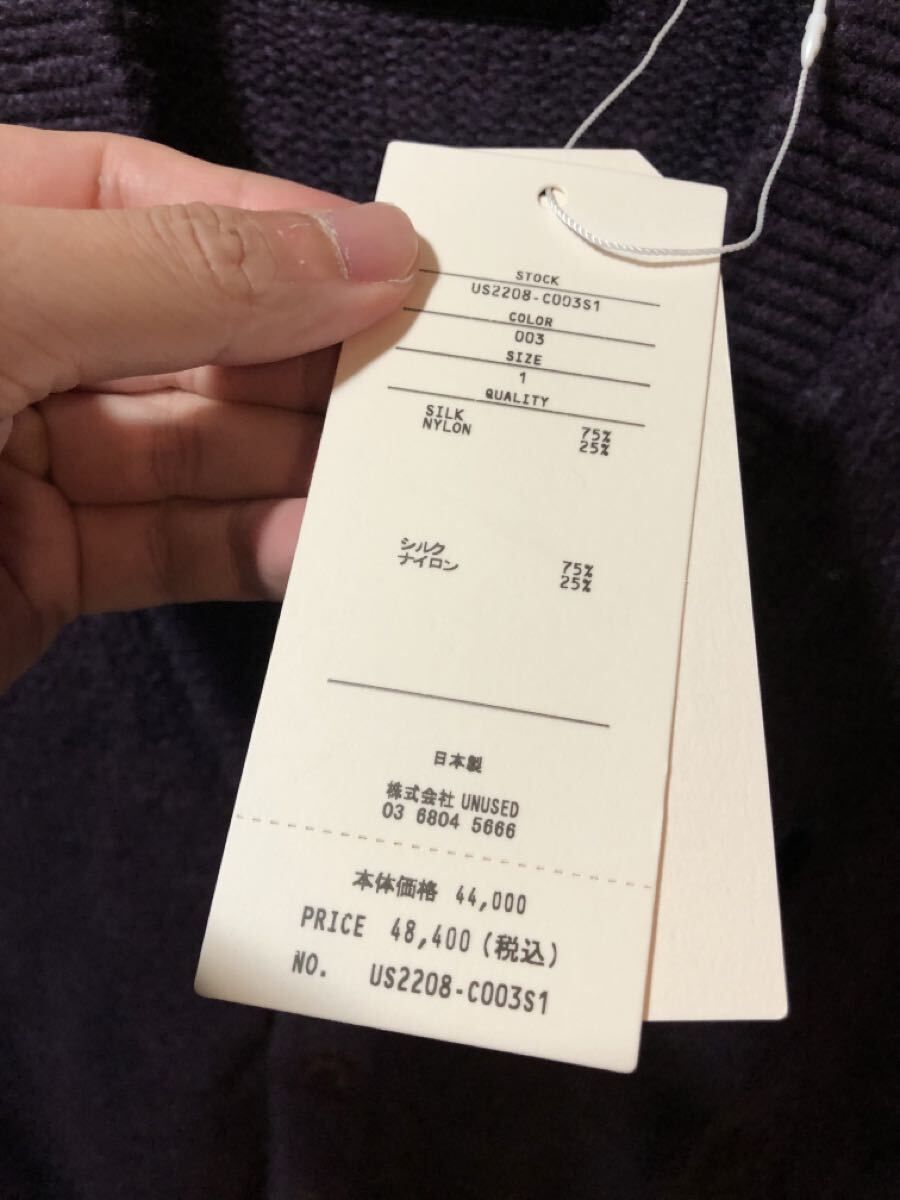 STOCK
US2208-C003S1
COLOR
003
SIZE
1
QUALITY
SILK 75%
NYLON 25%
シルク 75%
ナイロン 25%
日本製
株式会社 UNUSED
03 6804 5666
本体価格 44,000
PRICE 48,400 (税込)
NO. US2208-C003S1